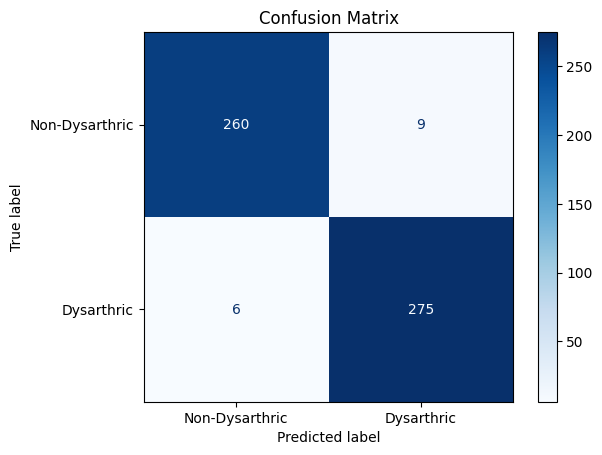 Confusion Matrix
True label
Non-Dysarthric
260
9
Dysarthric
6
275
Non-Dysarthric
Dysarthric
Predicted label
250
200
150
100
50